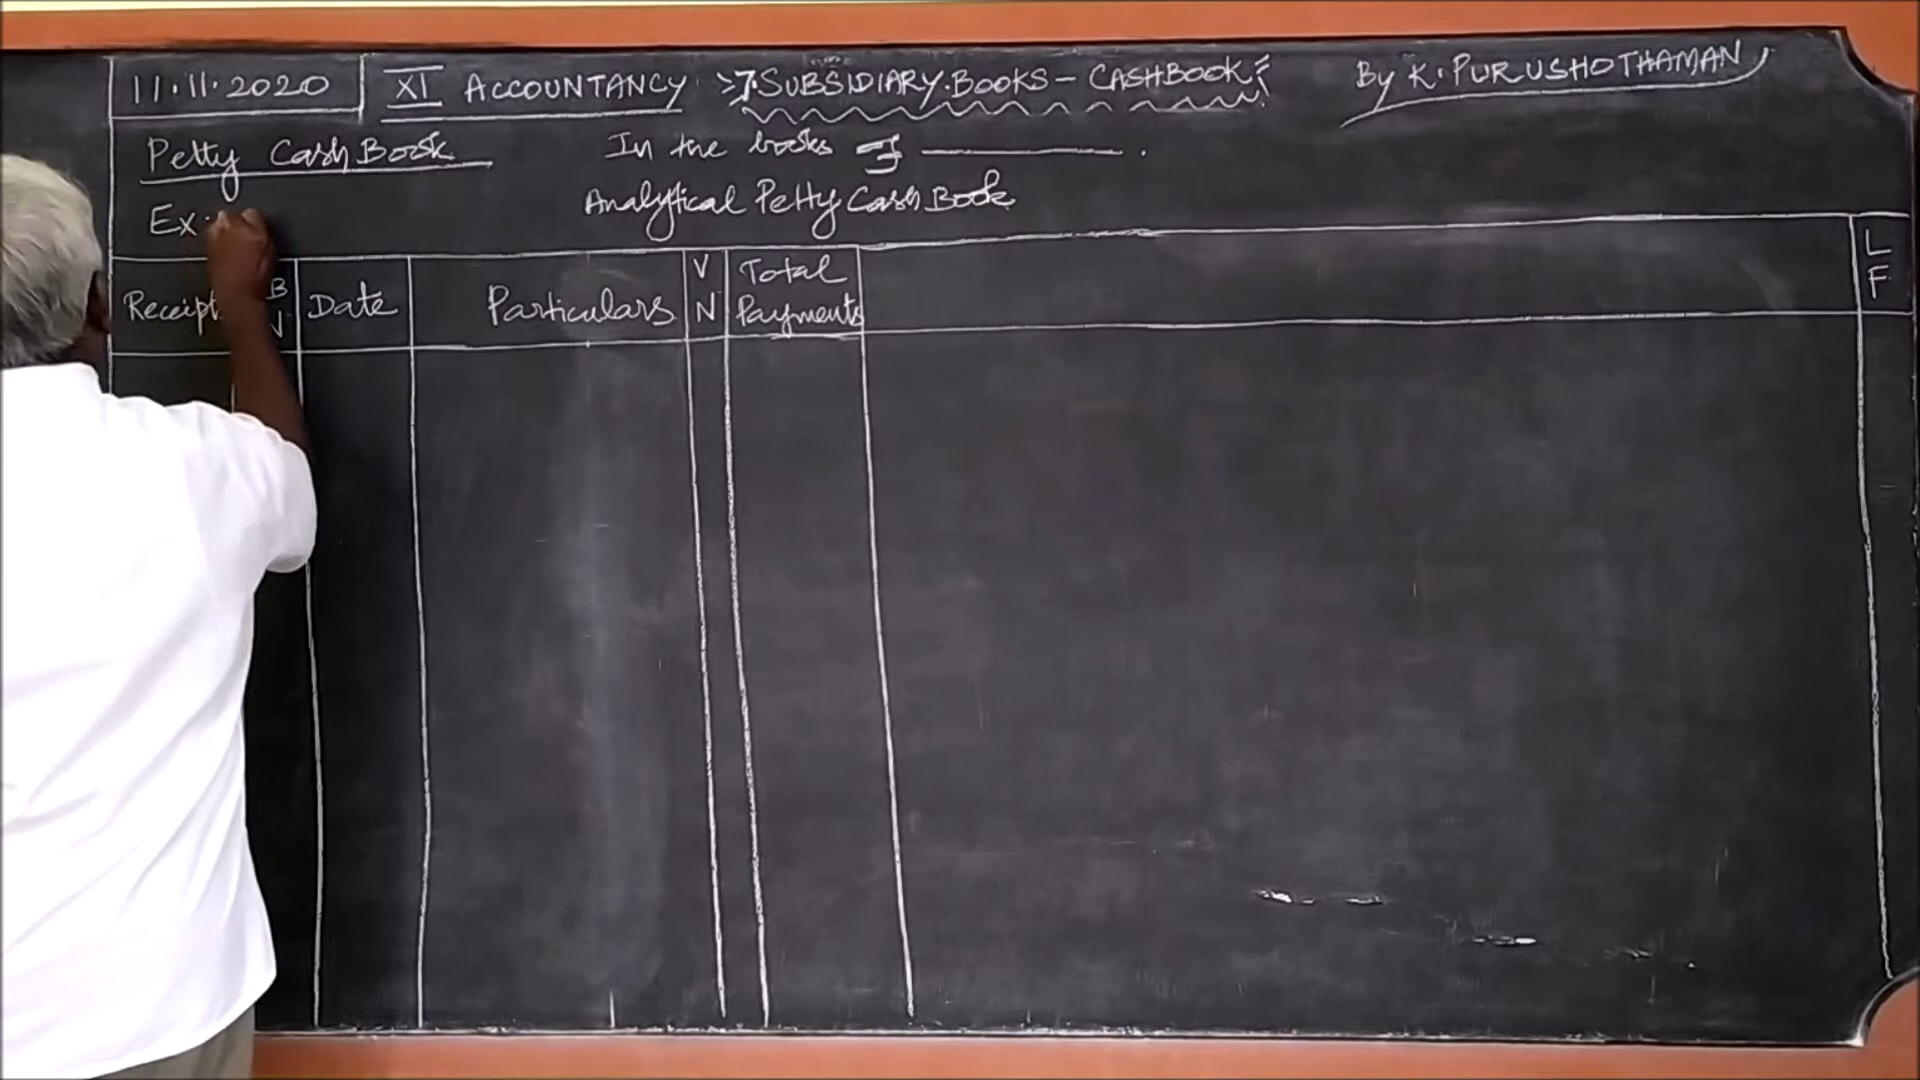 11.11.2020 XI ACCOUNTANCY 7. SUBSIDIARY BOOKS - CASHBOOK By K. PURUSHOTHAMAN
Petty Cash Book In the books of ________ .
Ex. Analytical Petty Cash Book
Receipt B N Date Particulars V N Total Payments L F